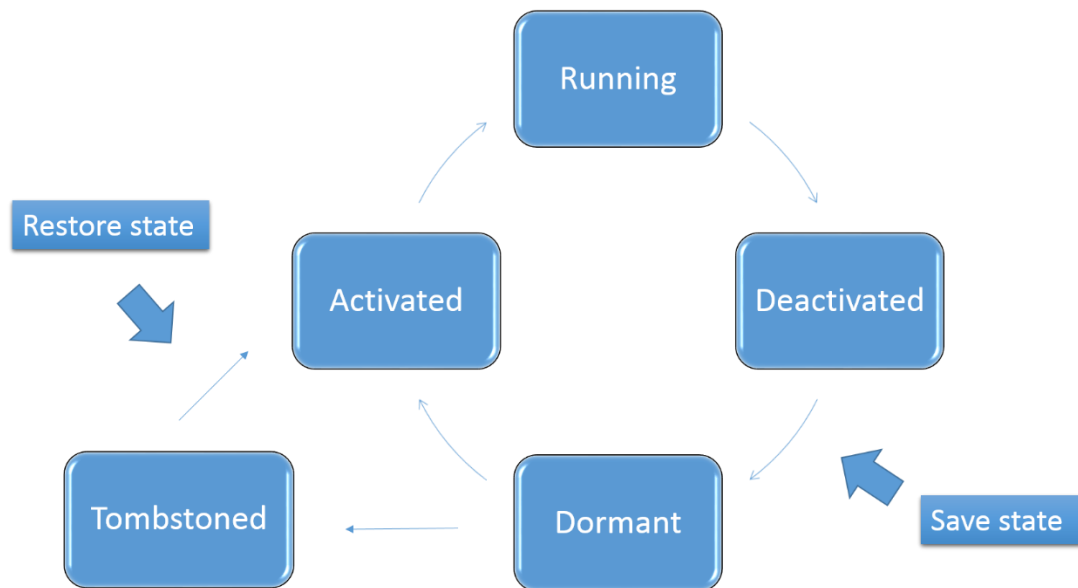 Running
Restore state
Activated
Deactivated
Tombstoned
Dormant
Save state